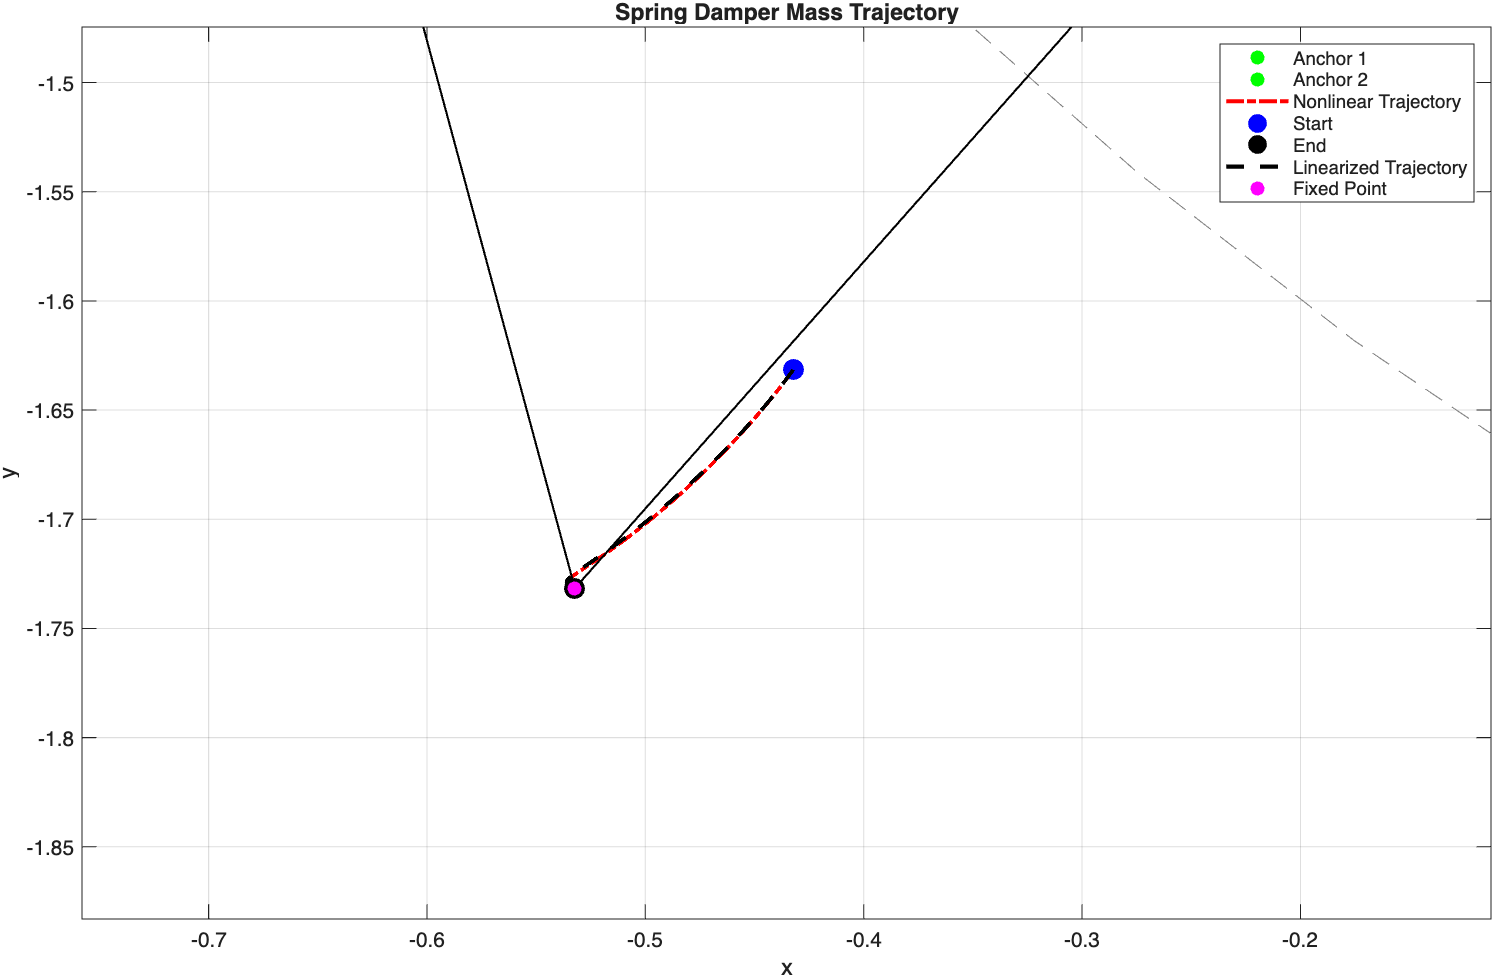 Spring Damper Mass Trajectory
Anchor 1
Anchor 2
Nonlinear Trajectory
Start
End
Linearized Trajectory
Fixed Point
-1.5
-1.55
-1.6
-1.65
-1.7
-1.75
-1.8
-1.85
y
-0.7
-0.6
-0.5
-0.4
-0.3
-0.2
x